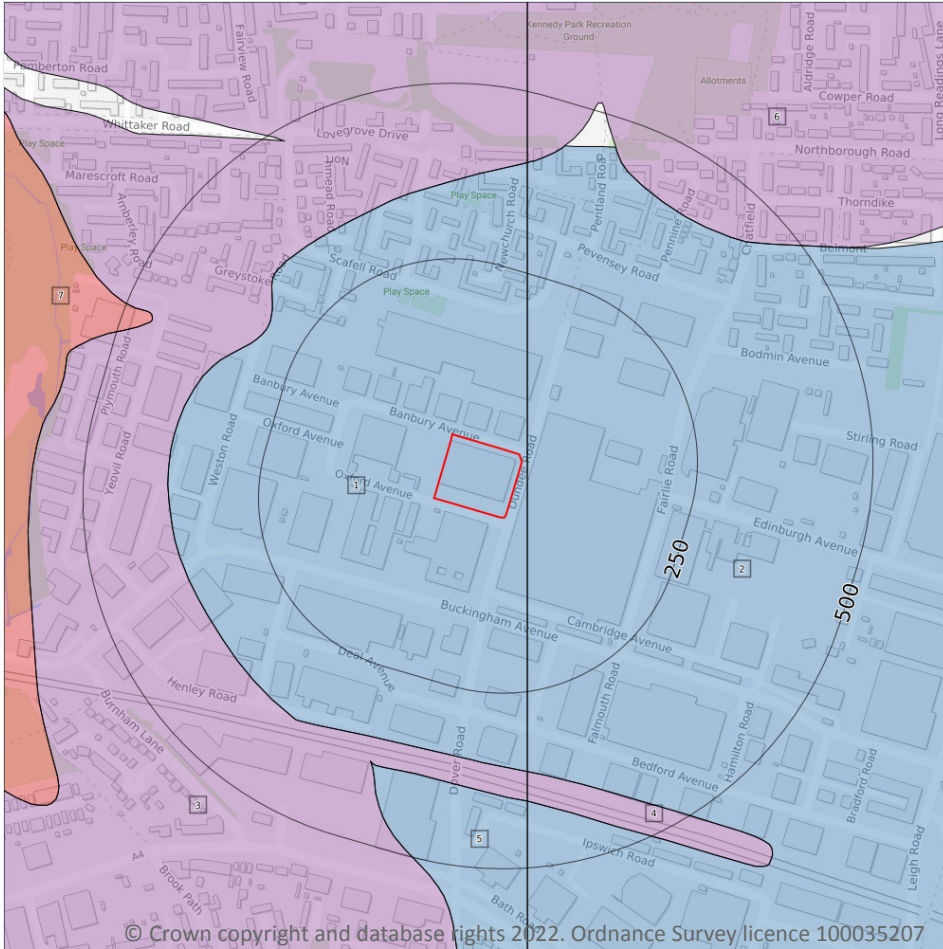 Kennedy Park Recreation
Ground
Fairview Road
Aldridge Road
Long Readings Lane
Pemberton Road
Allotments
Cowper Road
6
Whittaker Road
Lovegrove Drive
Northborough Road
Play Space
Marescroft Road
Thorndike
Amberley Road
Play Space
Newchurch Road
Pennine Road
Chatfield
Play Space
Scafell Road
Pevensey Road
Belmont
Greystoke Road
7
Play Space
Plymouth Road
Bodmin Avenue
Banbury Avenue
Banbury Avenue
Weston Road
Oxford Avenue
Stirling Road
Yeovil Road
Dundee Road
Fairlie Road
1
Oxford Avenue
Edinburgh Avenue
250
2
500
Buckingham Avenue
Cambridge Avenue
Deal Avenue
Henley Road
Falmouth Road
Burnham Lane
Hamilton Road
Dover Road
Bedford Avenue
Bradford Road
3
4
5
Ipswich Road
A4
Leigh Road
Brook Path
Bath Roa
© Crown copyright and database rights 2022. Ordnance Survey licence 100035207